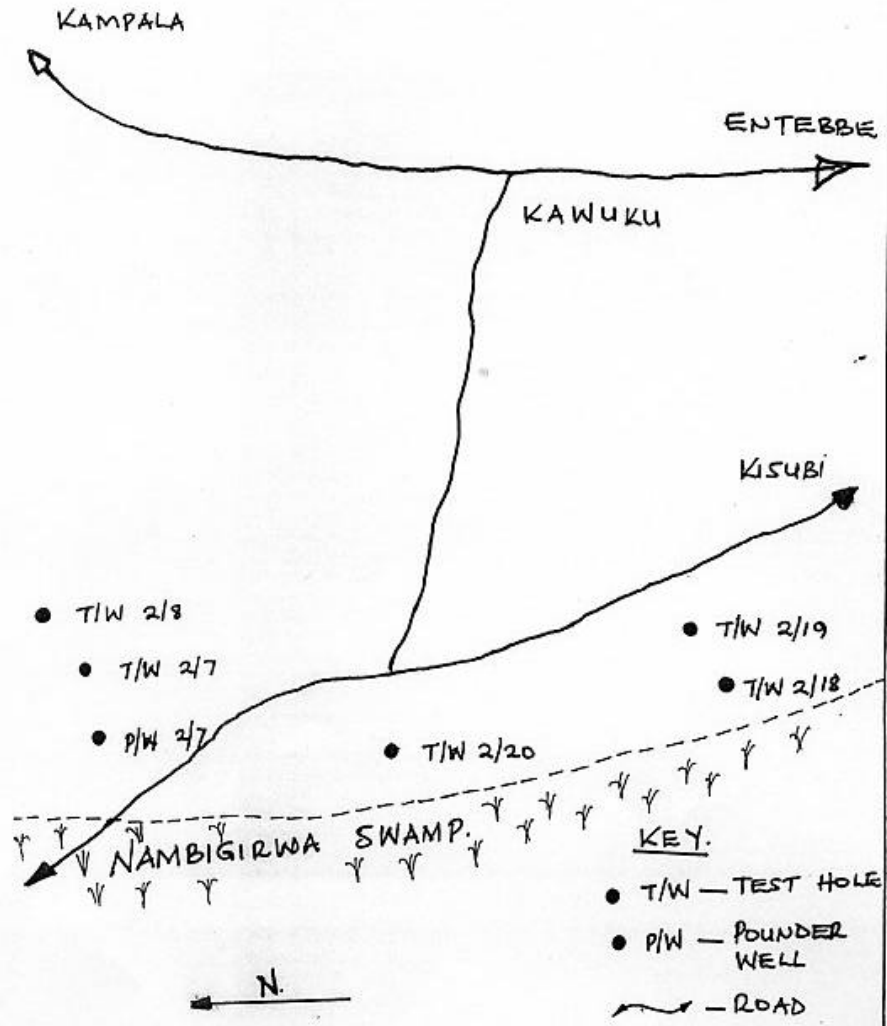 KAMPALA
ENTEBBE
KAWUKU
KISUBI
T/W 2/8
T/W 2/19
T/W 2/7
T/W 2/18
P/W 2/7
T/W 2/20
NAMBIGIRWA SWAMP.
KEY.
T/W — TEST HOLE
P/W — POUNDER
WELL
— ROAD
N.